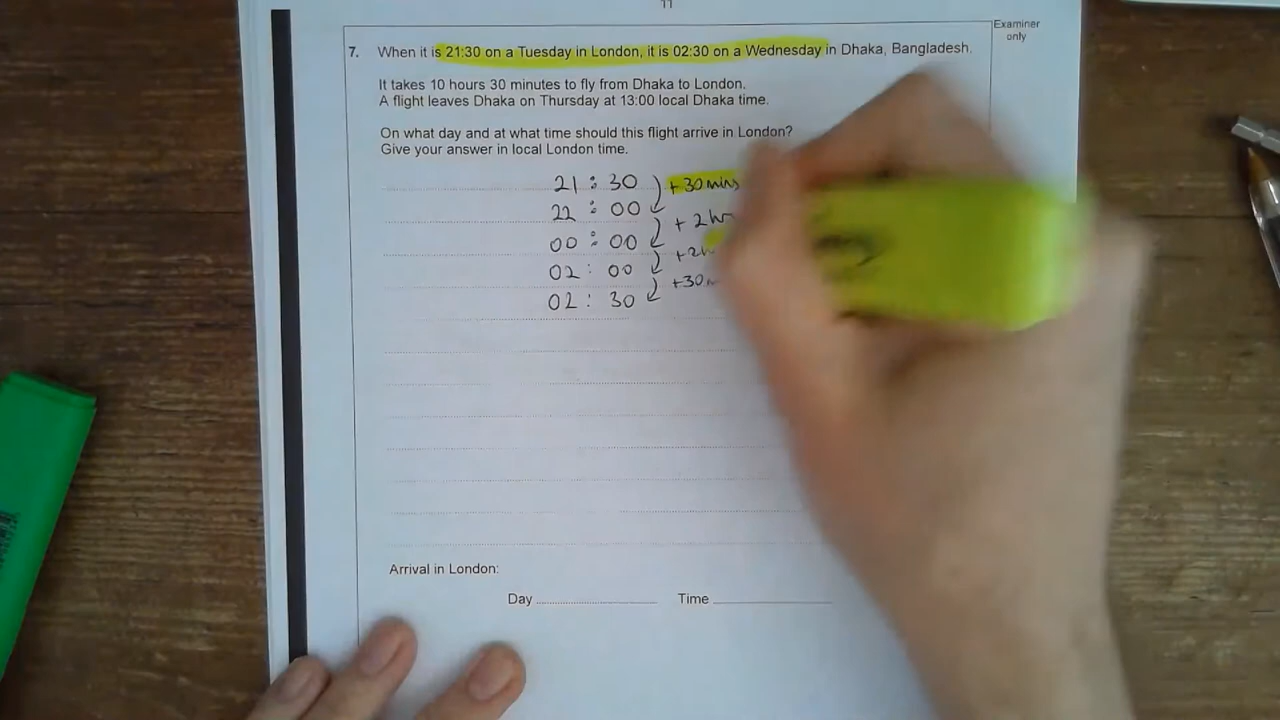 11
Examiner
only
7. When it is 21:30 on a Tuesday in London, it is 02:30 on a Wednesday in Dhaka, Bangladesh.
It takes 10 hours 30 minutes to fly from Dhaka to London.
A flight leaves Dhaka on Thursday at 13:00 local Dhaka time.
On what day and at what time should this flight arrive in London?
Give your answer in local London time.
21 : 30 +30mins
22 : 00 + 2h
00 : 00 +2h
02 : 00 +30m
02 : 30
Arrival in London:
Day Time